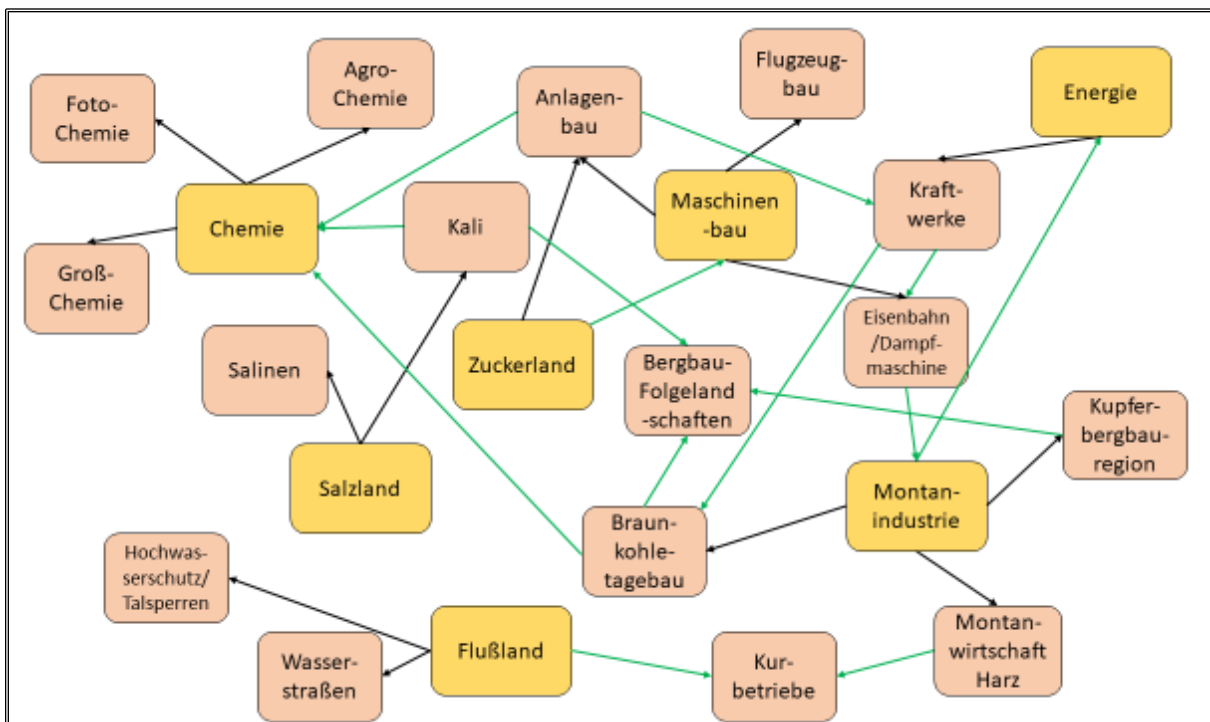 Foto-
Chemie
Agro-
Chemie
Anlagen-
bau
Flugzeug-
bau
Energie
Chemie
Kali
Maschinen
-bau
Kraft-
werke
Groß-
Chemie
Salinen
Zuckerland
Bergbau-
Folgeland
-schaften
Eisenbahn
/Dampf-
maschine
Kupfer-
bergbau-
region
Salzland
Braun-
kohle-
tagebau
Montan-
industrie
Hochwas-
serschutz/
Talsperren
Wasser-
straßen
Flußland
Kur-
betriebe
Montan-
wirtschaft
Harz